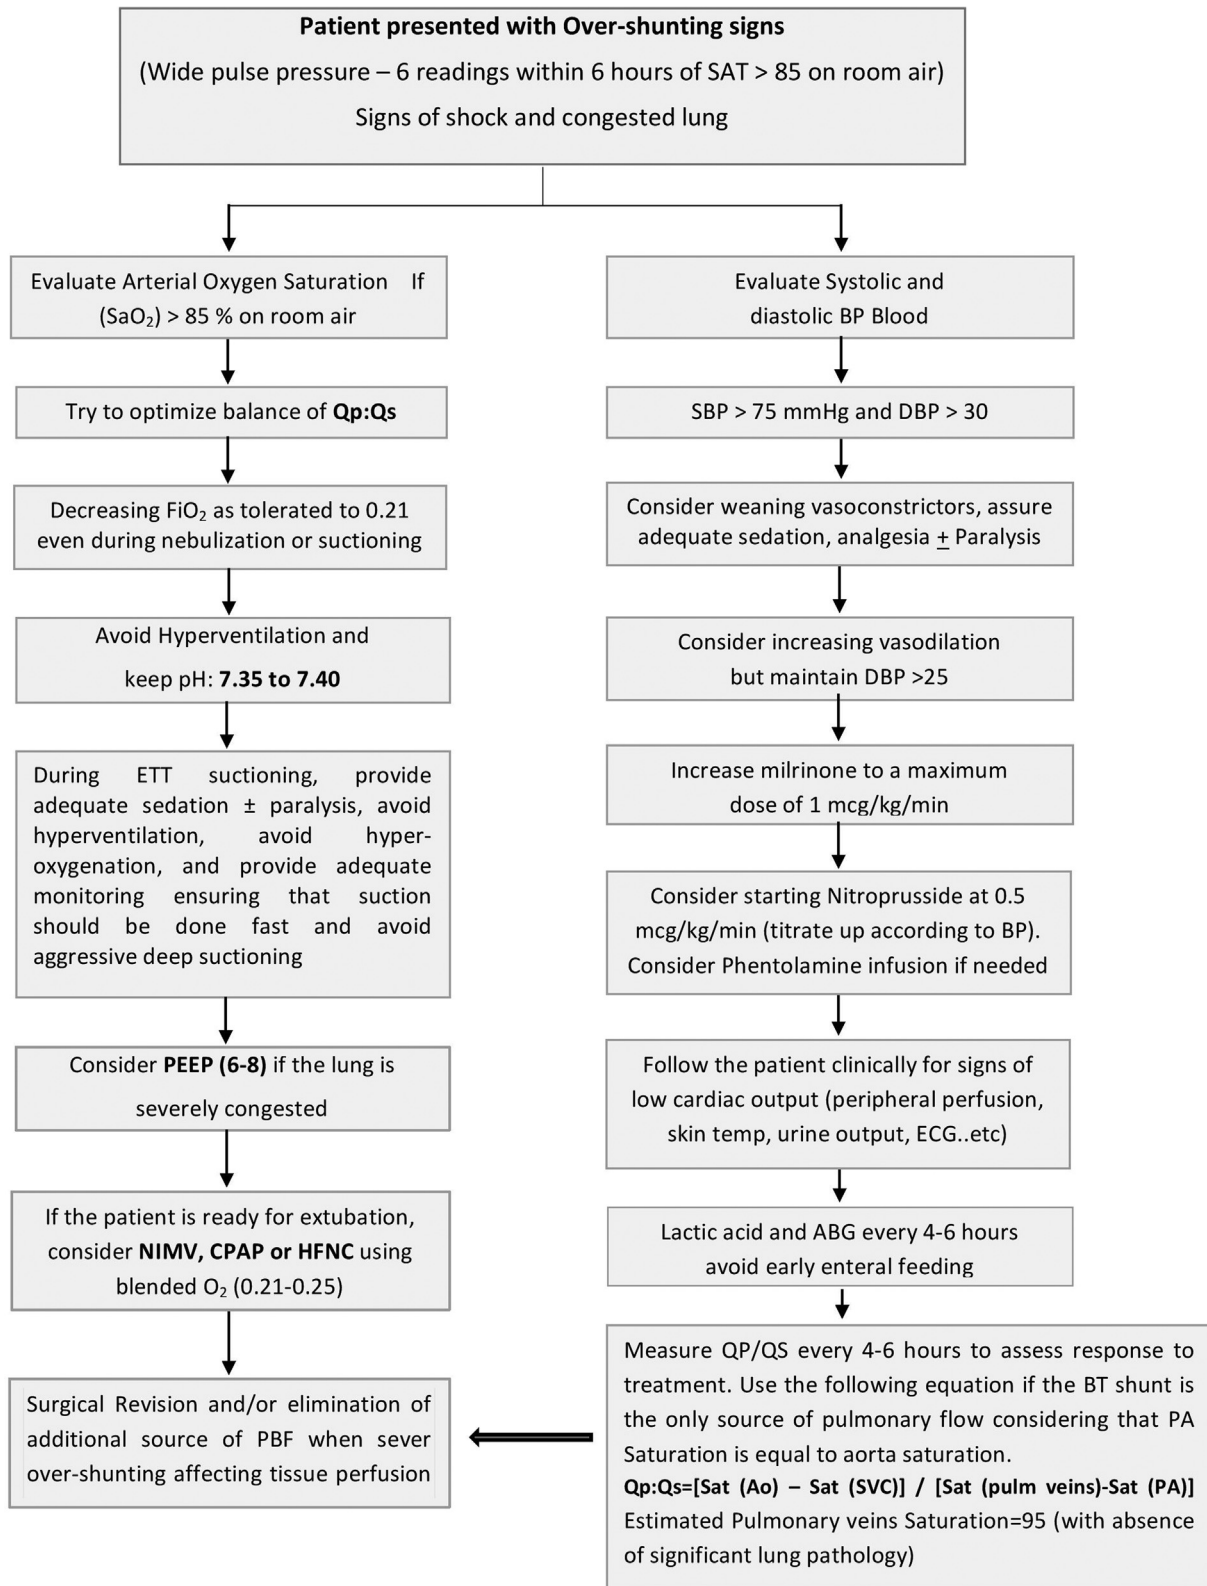 Patient presented with Over-shunting signs
(Wide pulse pressure – 6 readings within 6 hours of SAT > 85 on room air)
Signs of shock and congested lung
Evaluate Arterial Oxygen Saturation If
(SaO₂) > 85 % on room air
Try to optimize balance of Qp:Qs
Decreasing FiO₂ as tolerated to 0.21
even during nebulization or suctioning
Avoid Hyperventilation and
keep pH: 7.35 to 7.40
During ETT suctioning, provide
adequate sedation ± paralysis, avoid
hyperventilation, avoid hyper-
oxygenation, and provide adequate
monitoring ensuring that suction
should be done fast and avoid
aggressive deep suctioning
Consider PEEP (6-8) if the lung is
severely congested
If the patient is ready for extubation,
consider NIMV, CPAP or HFNC using
blended O₂ (0.21-0.25)
Surgical Revision and/or elimination of
additional source of PBF when sever
over-shunting affecting tissue perfusion
Evaluate Systolic and
diastolic BP Blood
SBP > 75 mmHg and DBP > 30
Consider weaning vasoconstrictors, assure
adequate sedation, analgesia ± Paralysis
Consider increasing vasodilation
but maintain DBP >25
Increase milrinone to a maximum
dose of 1 mcg/kg/min
Consider starting Nitroprusside at 0.5
mcg/kg/min (titrate up according to BP).
Consider Phentolamine infusion if needed
Follow the patient clinically for signs of
low cardiac output (peripheral perfusion,
skin temp, urine output, ECG..etc)
Lactic acid and ABG every 4-6 hours
avoid early enteral feeding
Measure QP/QS every 4-6 hours to assess response to
treatment. Use the following equation if the BT shunt is
the only source of pulmonary flow considering that PA
Saturation is equal to aorta saturation.
Qp:Qs=[Sat (Ao) – Sat (SVC)] / [Sat (pulm veins)-Sat (PA)]
Estimated Pulmonary veins Saturation=95 (with absence
of significant lung pathology)